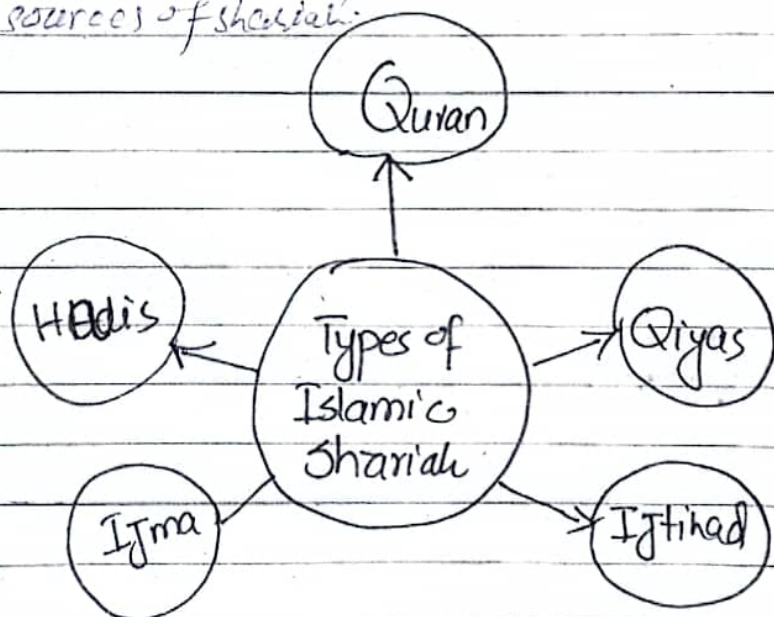 sources of shariah.
Quran
Hadis
Types of
Islamic
Shariah
Qiyas
Ijma
Ijtihad